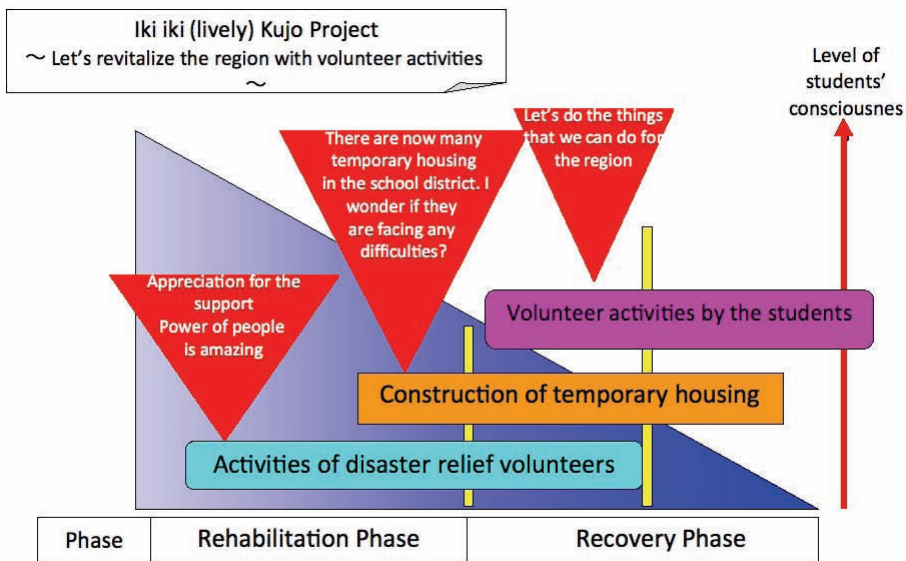 Iki iki (lively) Kujo Project
～ Let's revitalize the region with volunteer activities
～
Level of
students'
consciousnes
Let's do the things
that we can do for
the region
There are now many
temporary housing
in the school district. I
wonder if they
are facing any
difficulties?
Appreciation for the
support
Power of people
is amazing
Volunteer activities by the students
Construction of temporary housing
Activities of disaster relief volunteers
Phase
Rehabilitation Phase
Recovery Phase